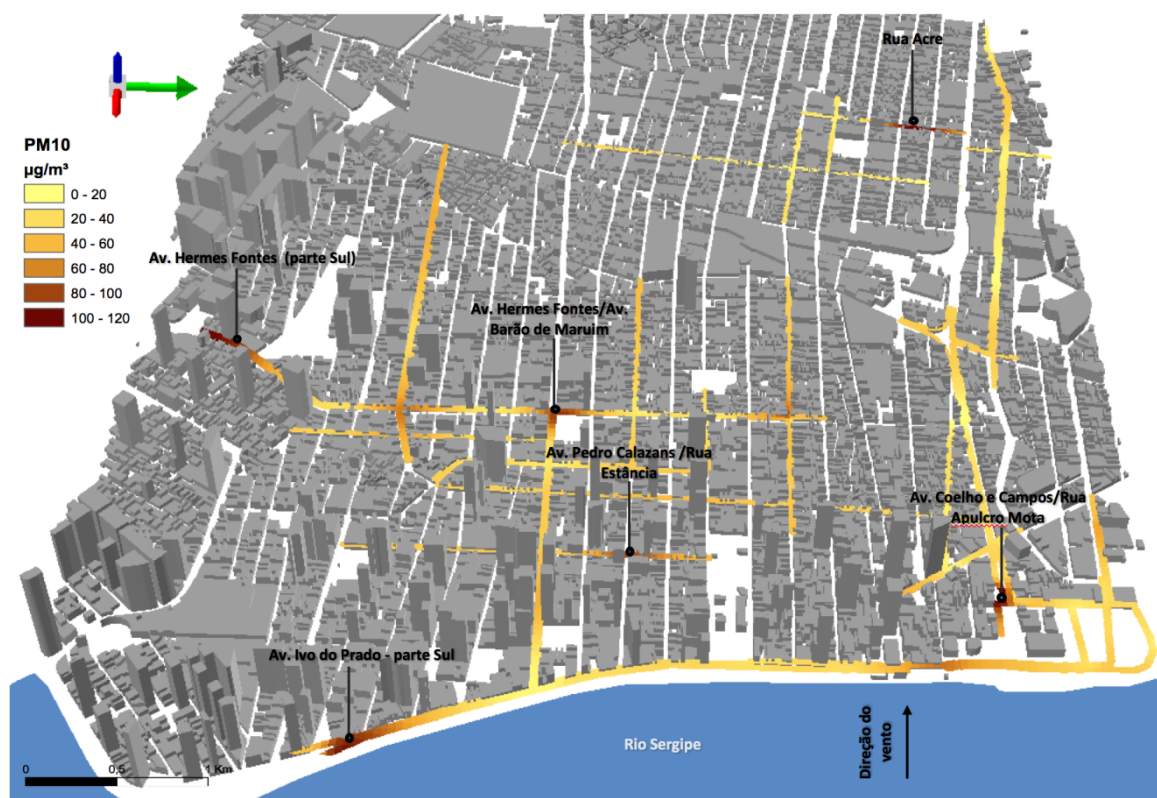 Rua Acre
PM10
µg/m³
0 - 20
20 - 40
40 - 60
60 - 80
80 - 100
100 - 120
Av. Hermes Fontes (parte Sul)
Av. Hermes Fontes/Av.
Barão de Maruim
Av. Pedro Calazans /Rua
Estância
Av. Coelho e Campos/Rua
Apulcro Mota
Av. Ivo do Prado - parte Sul
Rio Sergipe
Direção do
vento
0 0,5 1 Km